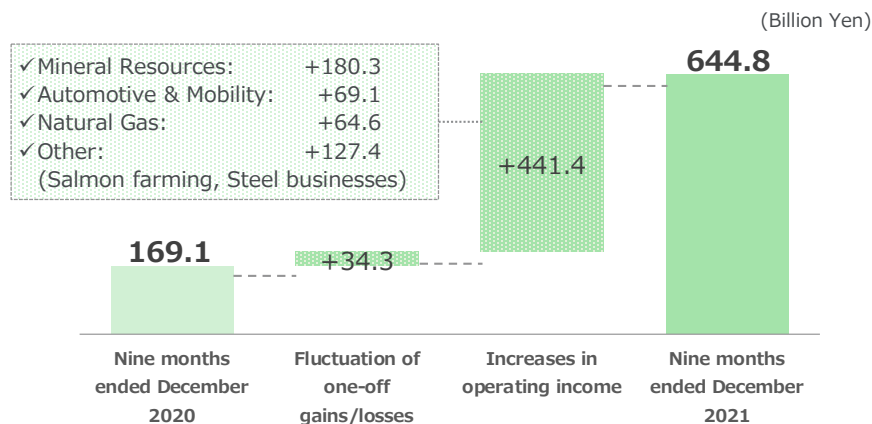 (Billion Yen)
✓Mineral Resources: +180.3
✓Automotive & Mobility: +69.1
✓Natural Gas: +64.6
✓Other: +127.4
(Salmon farming, Steel businesses)
644.8
+441.4
169.1
+34.3
Nine months
ended December
2020
Fluctuation of
one-off
gains/losses
Increases in
operating income
Nine months
ended December
2021